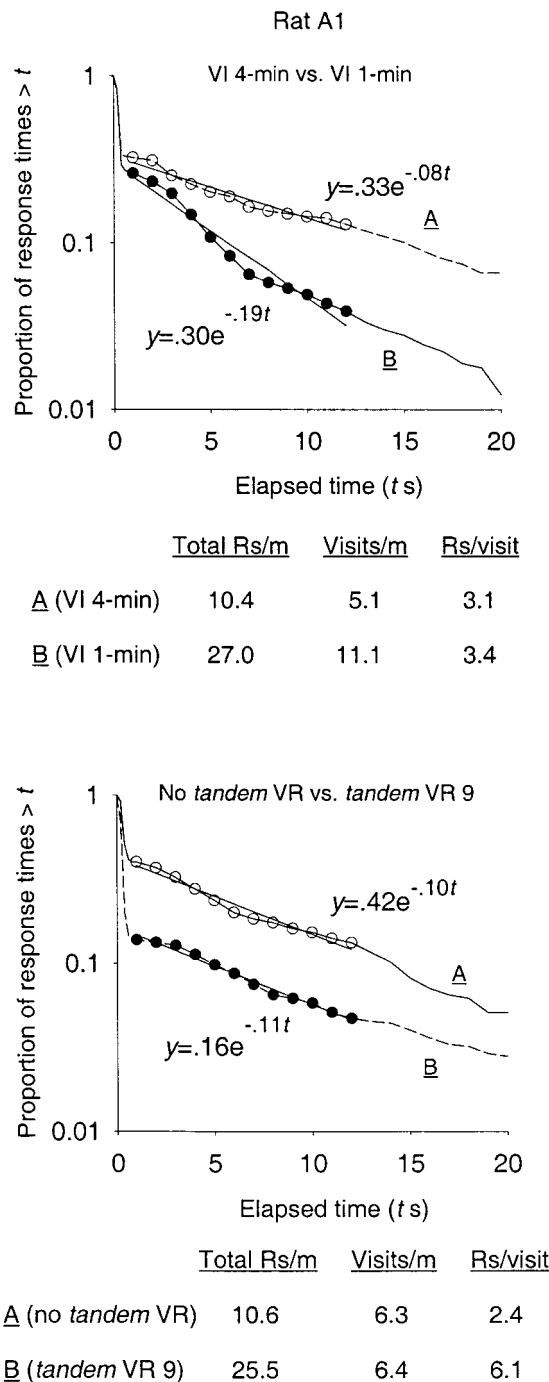 Rat A1
VI 4-min vs. VI 1-min
Proportion of response times > t
1
0.1
0.01
y=.33e-.08t
A
y=.30e-.19t
B
0 5 10 15 20
Elapsed time (t s)
Total Rs/m Visits/m Rs/visit
A (VI 4-min) 10.4 5.1 3.1
B (VI 1-min) 27.0 11.1 3.4
No tandem VR vs. tandem VR 9
Proportion of response times > t
1
0.1
0.01
y=.42e-.10t
A
y=.16e-.11t
B
0 5 10 15 20
Elapsed time (t s)
Total Rs/m Visits/m Rs/visit
A (no tandem VR) 10.6 6.3 2.4
B (tandem VR 9) 25.5 6.4 6.1